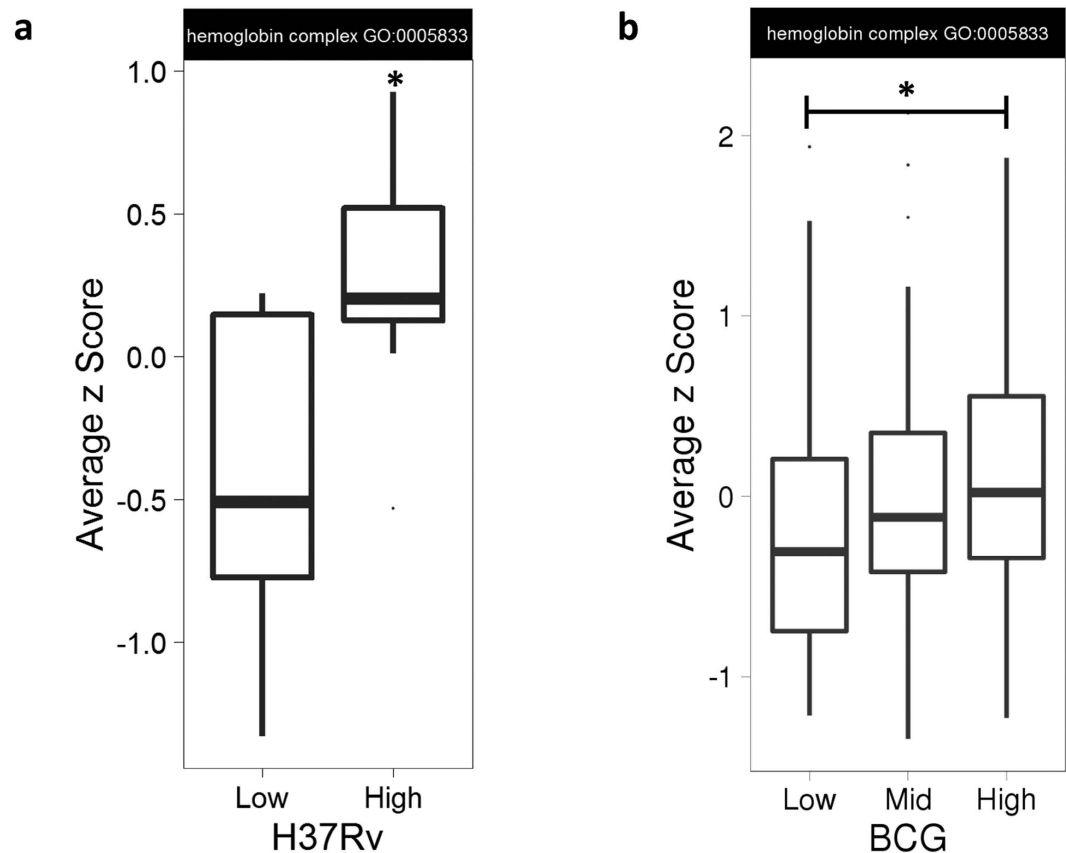 a
hemoglobin complex GO:0005833
*
1.0
0.5
0.0
-0.5
-1.0
Average z Score
Low High
H37Rv
b
hemoglobin complex GO:0005833
*
2
1
0
-1
Average z Score
Low Mid High
BCG